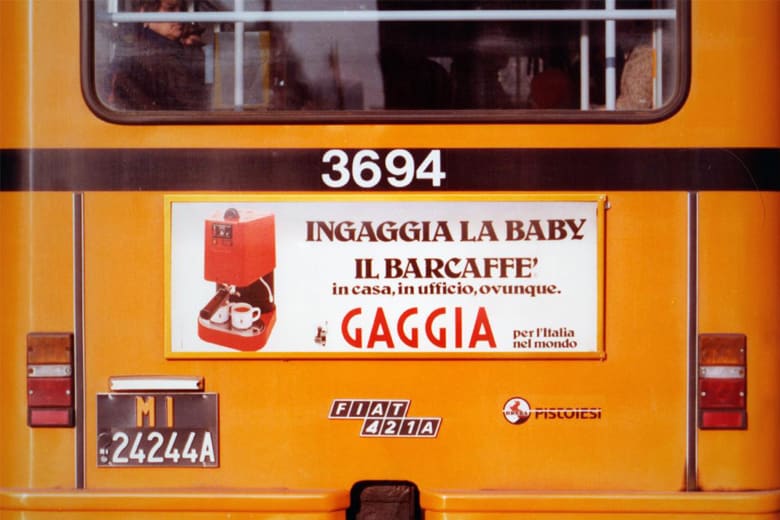 3694
INGAGGIA LA BABY
IL BARCAFFE'
in casa, in ufficio, ovunque.
GAGGIA
per l'Italia
nel mondo
MI
24244A
FIAT
421A
BREDA PISTOIESI